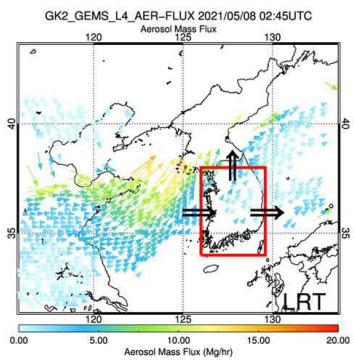 GK2_GEMS_L4_AER-FLUX 2021/05/08 02:45UTC
Aerosol Mass Flux
120 125 130
40 40
35 35
LRT
120 125 130
0.00 5.00 10.00 15.00 20.00
Aerosol Mass Flux (Mg/hr)